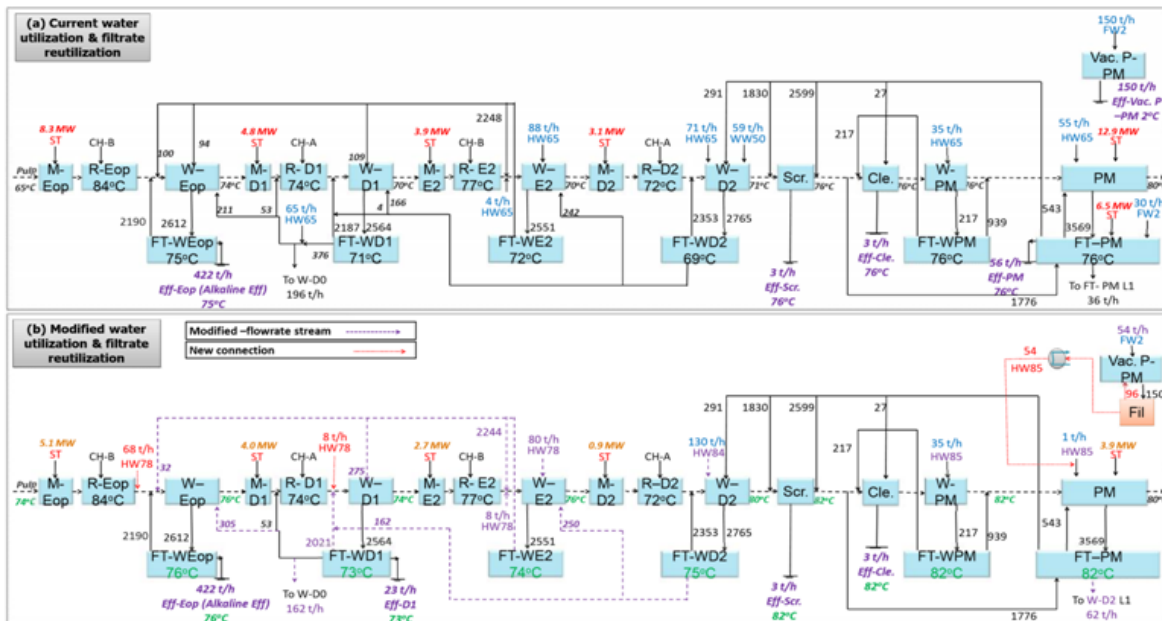 (a) Current water
utilization & filtrate
reutilization
150 t/h
FW2
Vac. P-
PM
150 t/h
Eff-Vac. P
–PM 2°C
291
1830
2599
27
2248
217
8.3 MW
ST
CH-B
94
4.8 MW
ST
CH-A
109
3.9 MW
ST
CH-B
88 t/h
HW65
3.1 MW
ST
CH-A
71 t/h
HW65
59 t/h
WW50
35 t/h
HW65
55 t/h
HW65
12.9 MW
ST
100
Pulp
65°C
M-
Eop
R-Eop
84°C
W–
Eop
74°C
M-
D1
R- D1
74°C
W–
D1
70°C
M-
E2
R- E2
77°C
W–
E2
70°C
M-
D2
R–D2
72°C
W–
D2
71°C
Scr.
76°C
Cle.
76°C
W–
PM
76°C
PM
80°
2190
2612
211
53
65 t/h
HW65
4
166
2187
2564
376
4 t/h
HW65
2551
242
2353
2765
217
939
543
3569
6.5 MW
ST
30 t/h
FW2
FT-WEop
75°C
FT-WD1
71°C
FT-WE2
72°C
FT-WD2
69°C
FT-WPM
76°C
FT–PM
76°C
422 t/h
Eff-Eop (Alkaline Eff)
75°C
To W-D0
196 t/h
3 t/h
Eff-Scr.
76°C
3 t/h
Eff-Cle.
76°C
56 t/h
Eff-PM
76°C
To FT- PM L1
36 t/h
1776
(b) Modified water
utilization & filtrate
reutilization
Modified –flowrate stream
New connection
54 t/h
FW2
54
HW85
Vac. P-
PM
96
150
Fil
291
1830
2599
27
2244
217
5.1 MW
ST
CH-B
68 t/h
HW78
4.0 MW
ST
CH-A
8 t/h
HW78
2.7 MW
ST
CH-B
80 t/h
HW78
0.9 MW
ST
CH-A
130 t/h
HW84
35 t/h
HW85
1 t/h
HW85
3.9 MW
ST
32
275
Pulp
74°C
M-
Eop
R-Eop
84°C
W–
Eop
76°C
M-
D1
R- D1
74°C
W–
D1
74°C
M-
E2
R- E2
77°C
W–
E2
76°C
M-
D2
R–D2
72°C
W–
D2
80°C
Scr.
82°C
Cle.
W-
PM
82°C
PM
80°
2190
2612
305
53
2021
162
2564
8 t/h
HW78
2551
250
2353
2765
217
939
543
3569
FT-WEop
76°C
FT-WD1
73°C
FT-WE2
74°C
FT-WD2
75°C
FT-WPM
82°C
FT–PM
82°C
422 t/h
Eff-Eop (Alkaline Eff)
76°C
To W-D0
162 t/h
23 t/h
Eff-D1
73°C
3 t/h
Eff-Scr.
82°C
3 t/h
Eff-Cle.
82°C
1776
To W-D2 L1
62 t/h